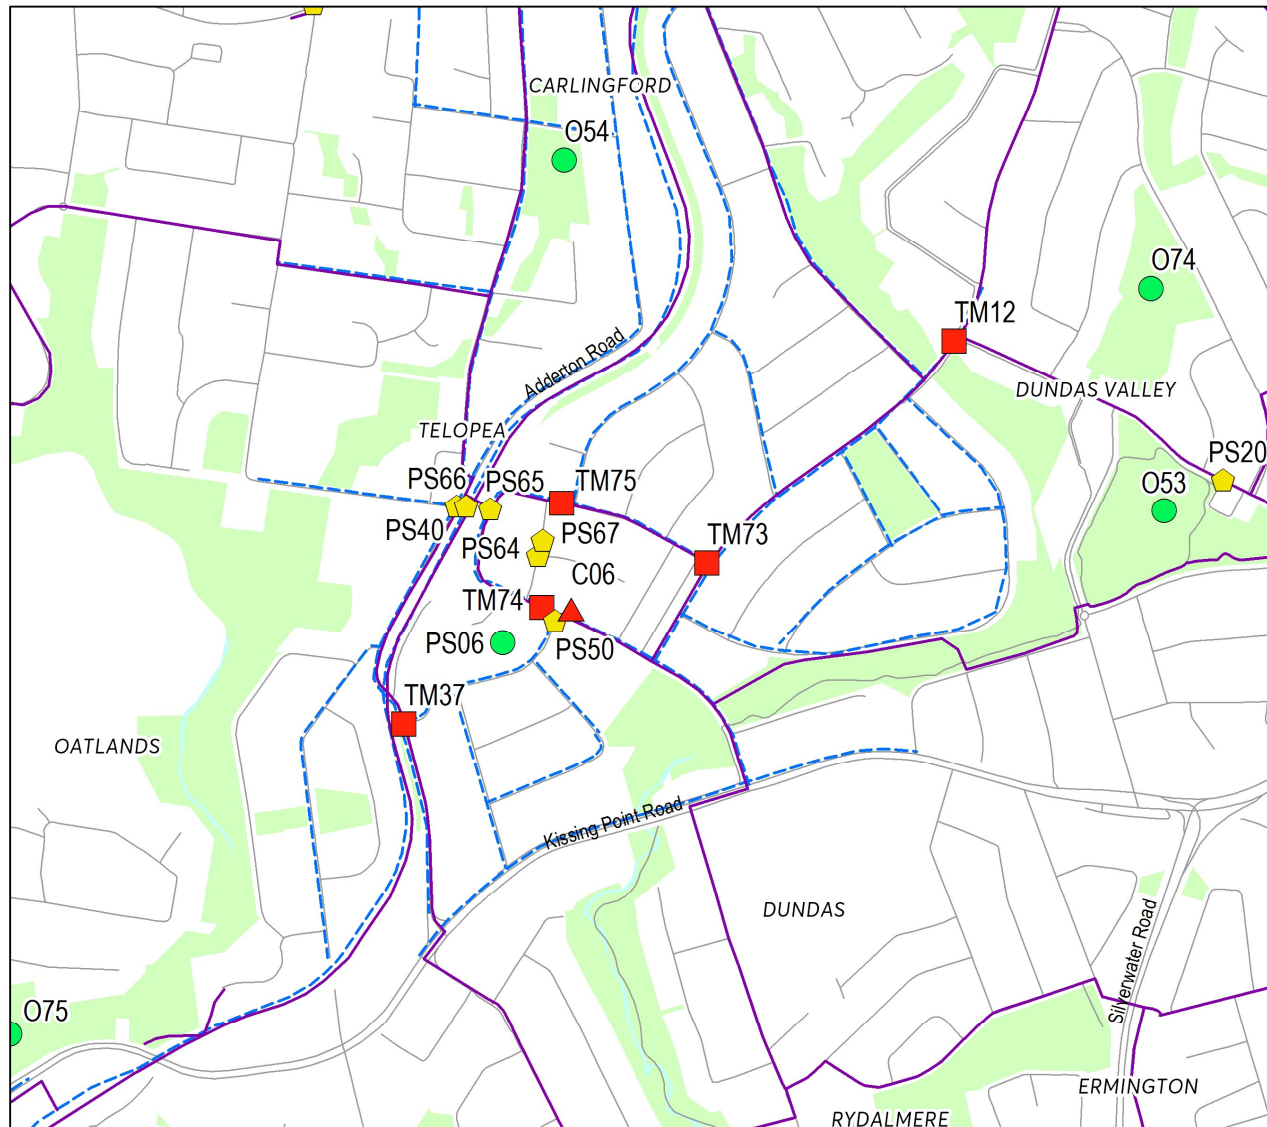 CARLINGFORD
O54
O74
TM12
Adderton Road
DUNDAS VALLEY
TELOPEA
PS66
PS65
TM75
PS20
O53
PS40
PS64
PS67
TM73
C06
TM74
PS06
PS50
TM37
OATLANDS
Kissing Point Road
DUNDAS
Silverwater Road
O75
ERMINGTON
RYDALMERE